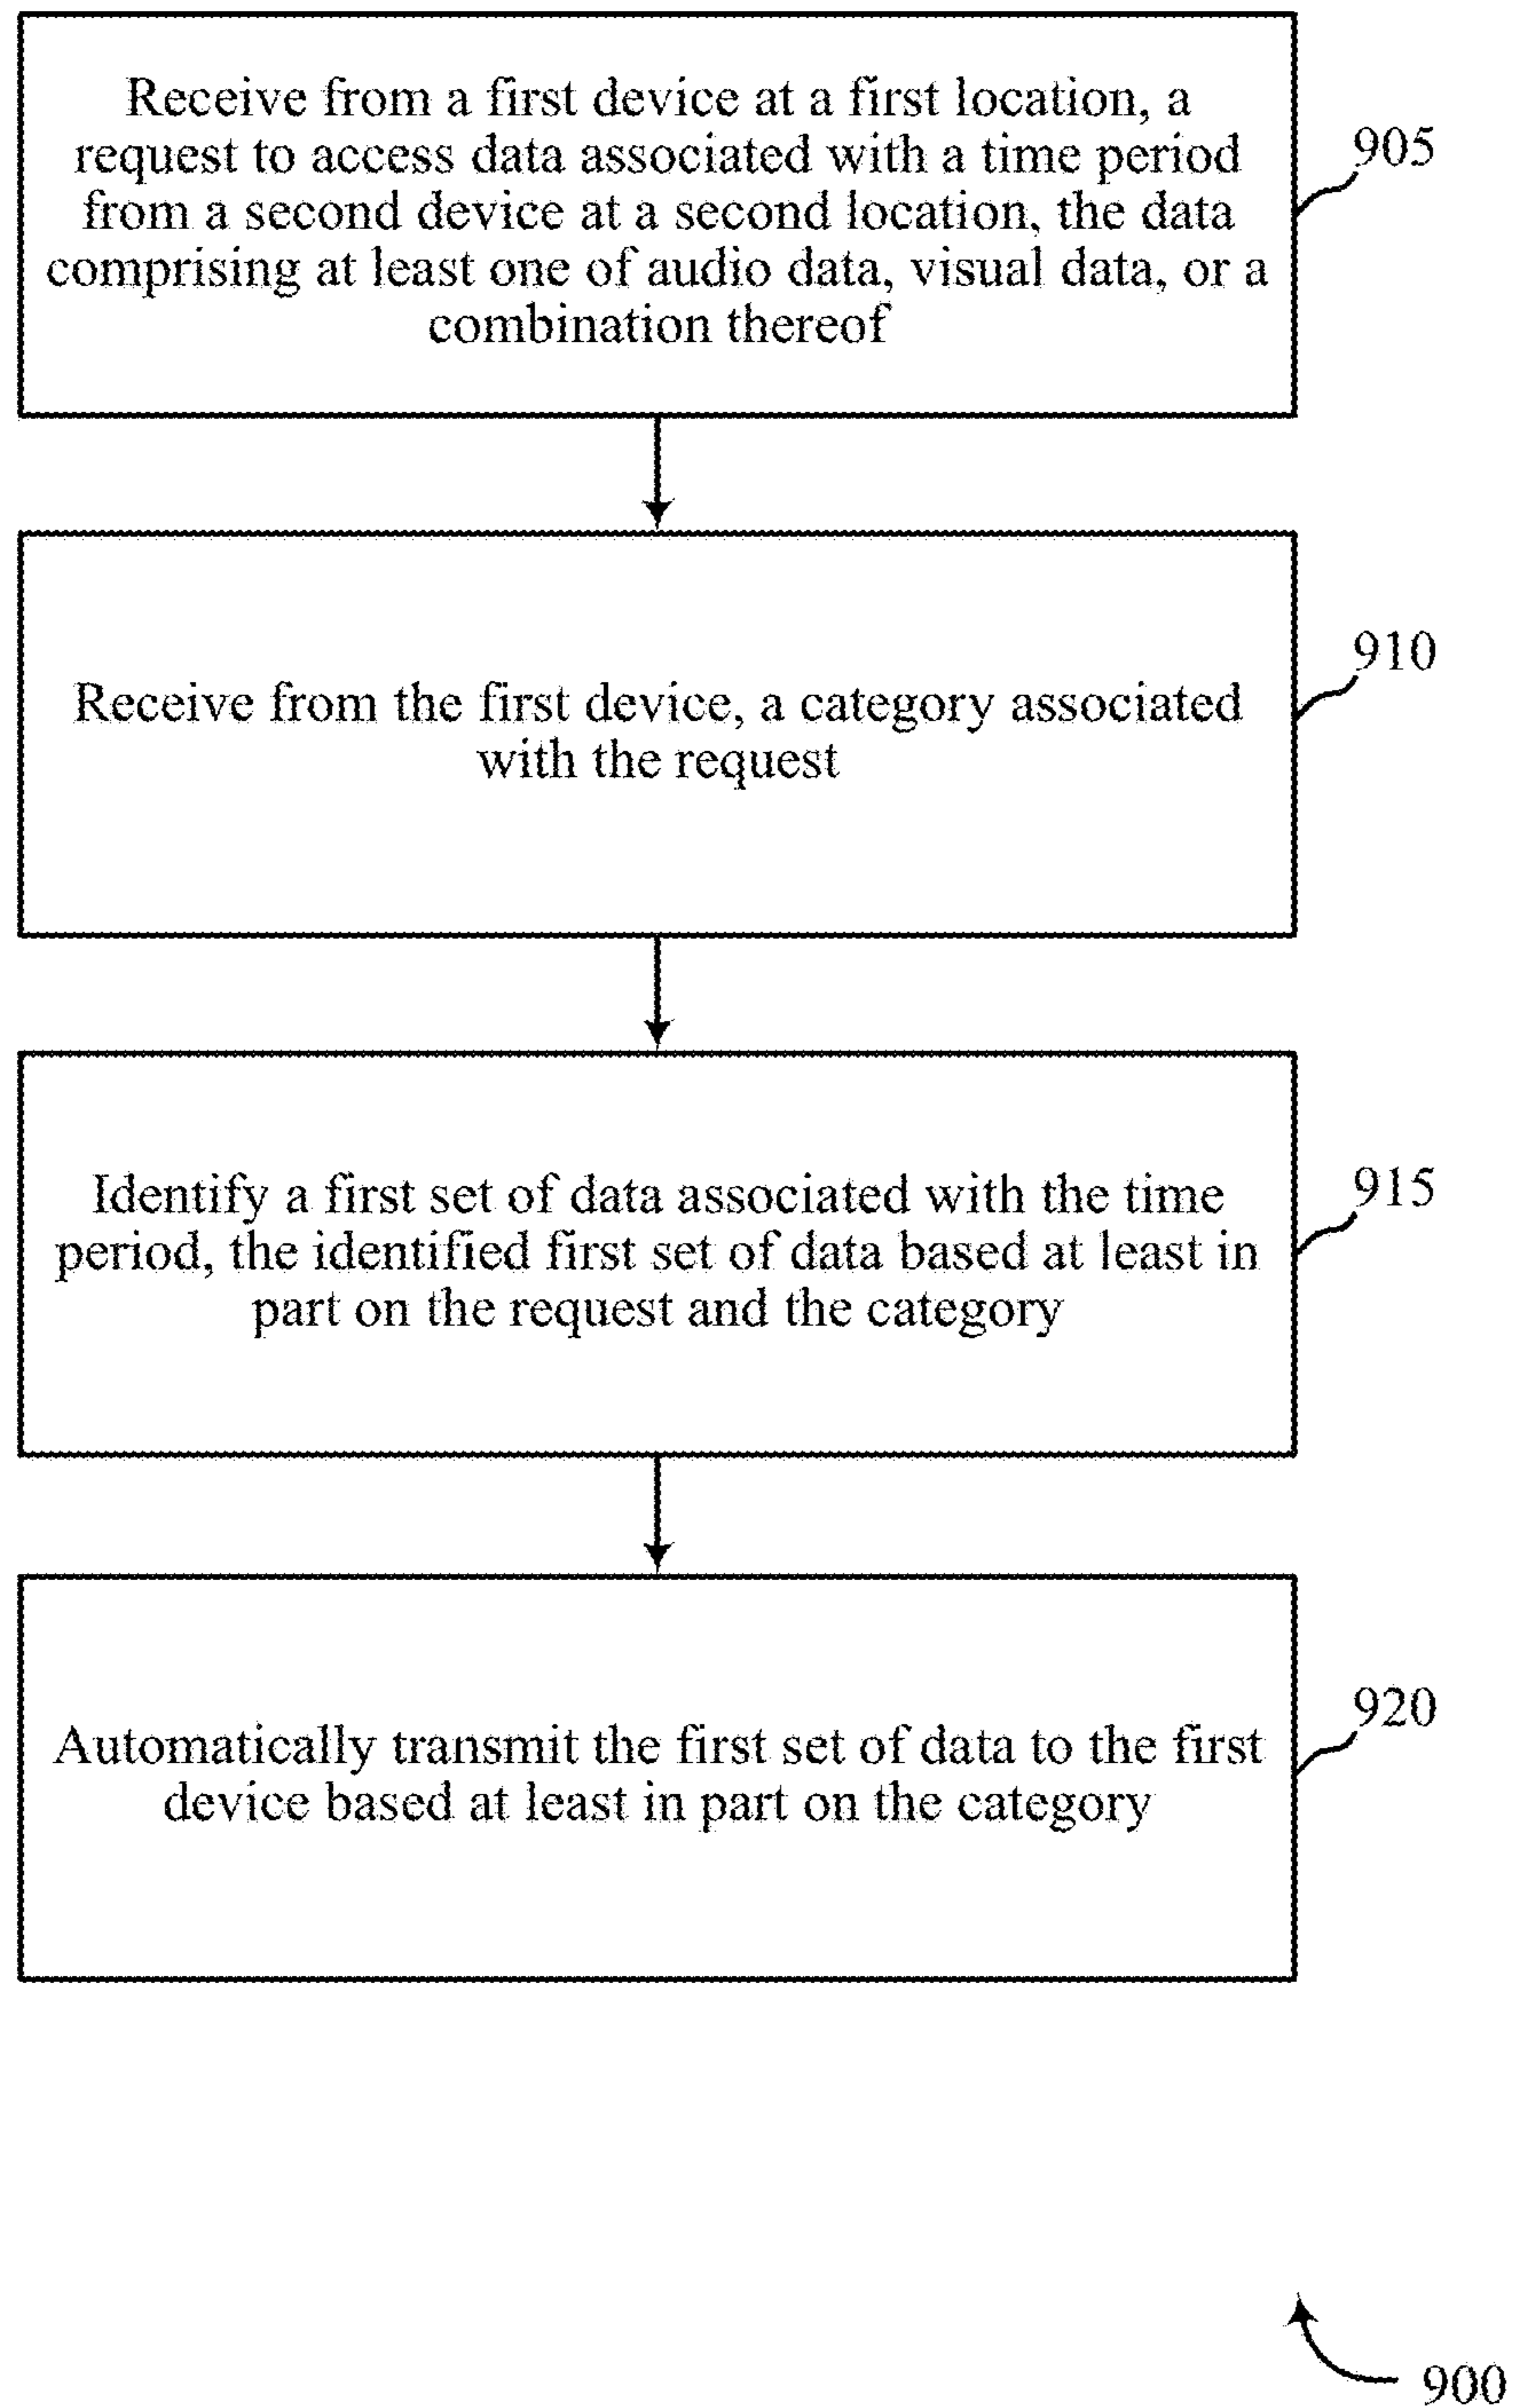 Receive from a first device at a first location, a
request to access data associated with a time period
from a second device at a second location, the data
comprising at least one of audio data, visual data, or a
combination thereof
905
Receive from the first device, a category associated
with the request
910
Identify a first set of data associated with the time
period, the identified first set of data based at least in
part on the request and the category
915
Automatically transmit the first set of data to the first
device based at least in part on the category
920
900